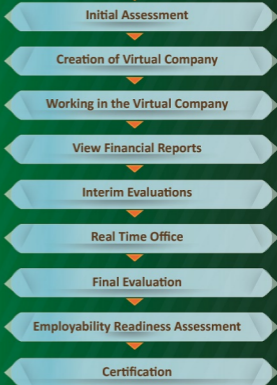 Initial Assessment
Creation of Virtual Company
Working in the Virtual Company
View Financial Reports
Interim Evaluations
Real Time Office
Final Evaluation
Employability Readiness Assessment
Certification